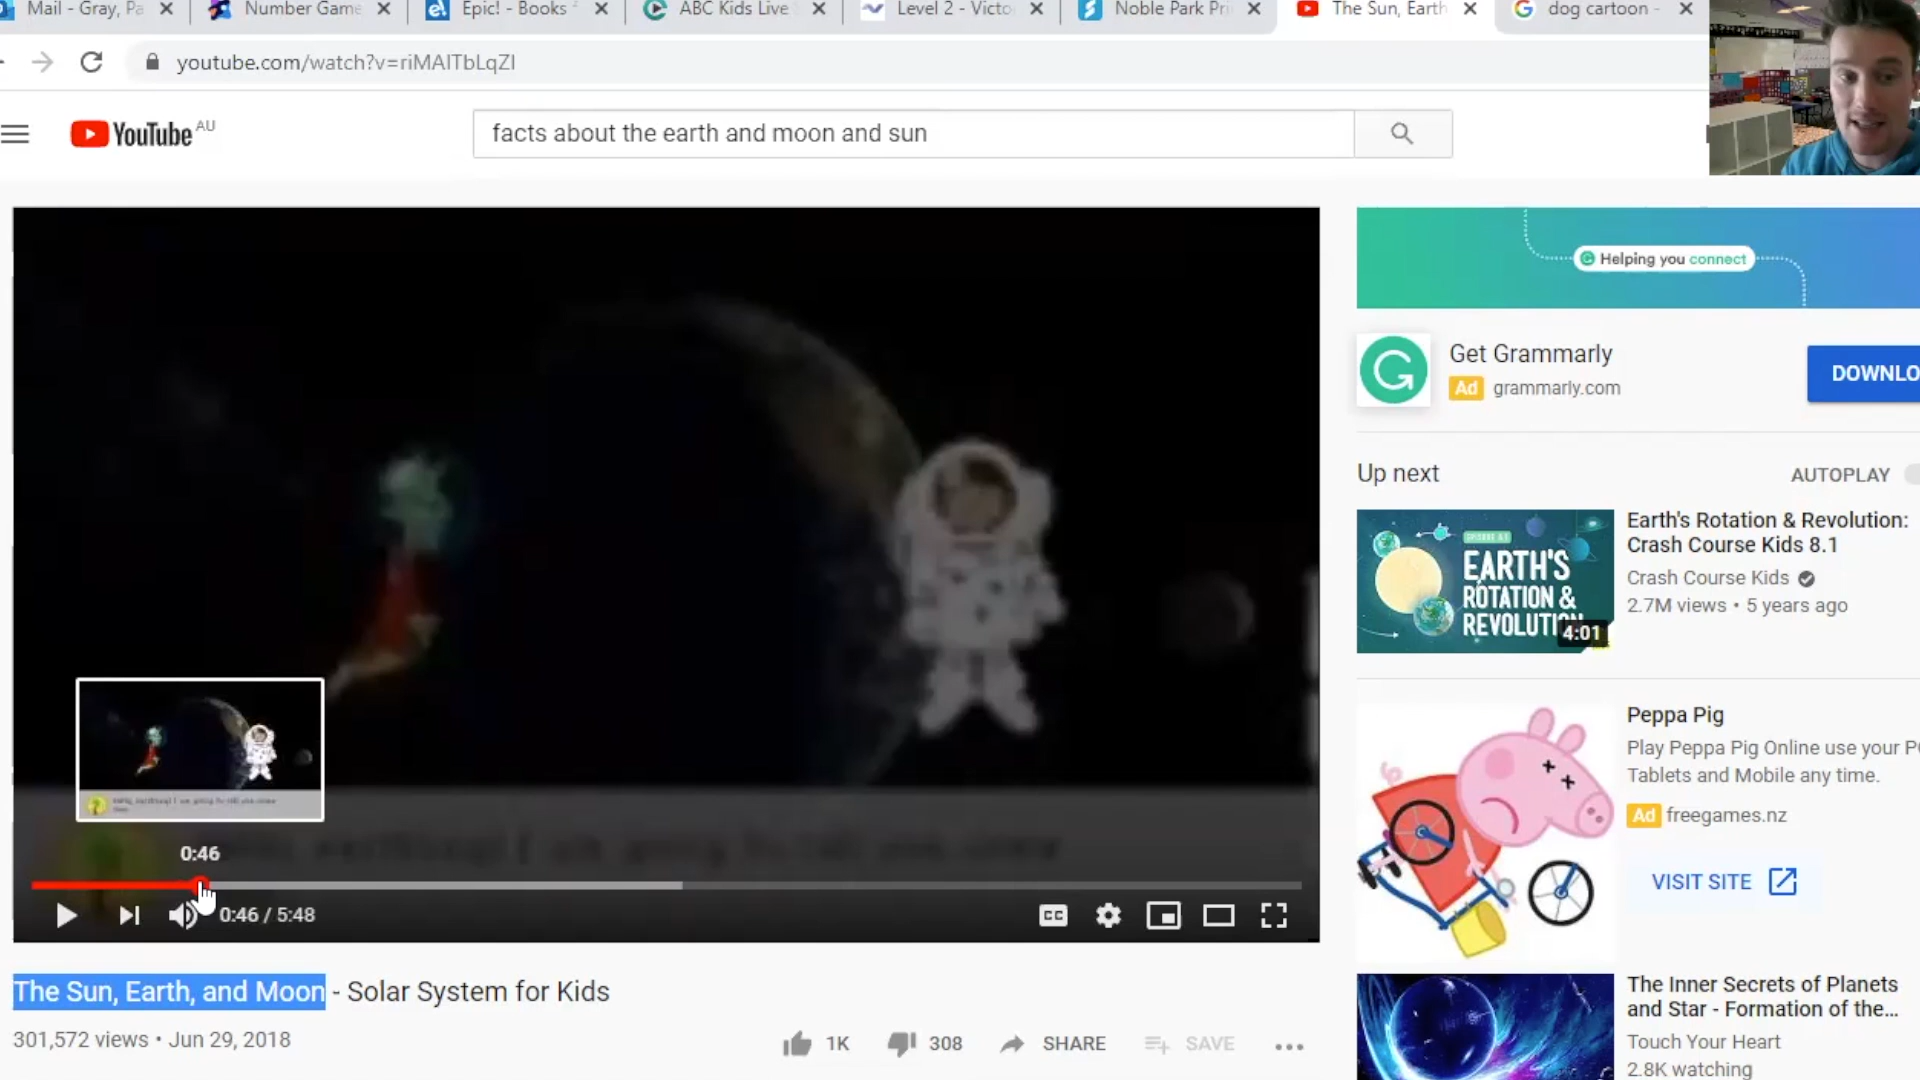 Mail - Gray, Pa
Number Game
Epic! - Books
ABC Kids Live
Level 2 - Victo
Noble Park Pri
The Sun, Earth
dog cartoon -
youtube.com/watch?v=riMAITbLqZI
YouTube AU
facts about the earth and moon and sun
Helping you connect
Get Grammarly
Ad grammarly.com
DOWNLO
Up next
AUTOPLAY
EPISODE 8.1
EARTH'S
ROTATION &
REVOLUTION
4:01
Earth's Rotation & Revolution:
Crash Course Kids 8.1
Crash Course Kids
2.7M views • 5 years ago
Peppa Pig
Play Peppa Pig Online use your PC
Tablets and Mobile any time.
Ad freegames.nz
VISIT SITE
0:46
0:46 / 5:48
CC
The Sun, Earth, and Moon - Solar System for Kids
301,572 views • Jun 29, 2018
1K
308
SHARE
SAVE
The Inner Secrets of Planets
and Star - Formation of the...
Touch Your Heart
2.8K watching